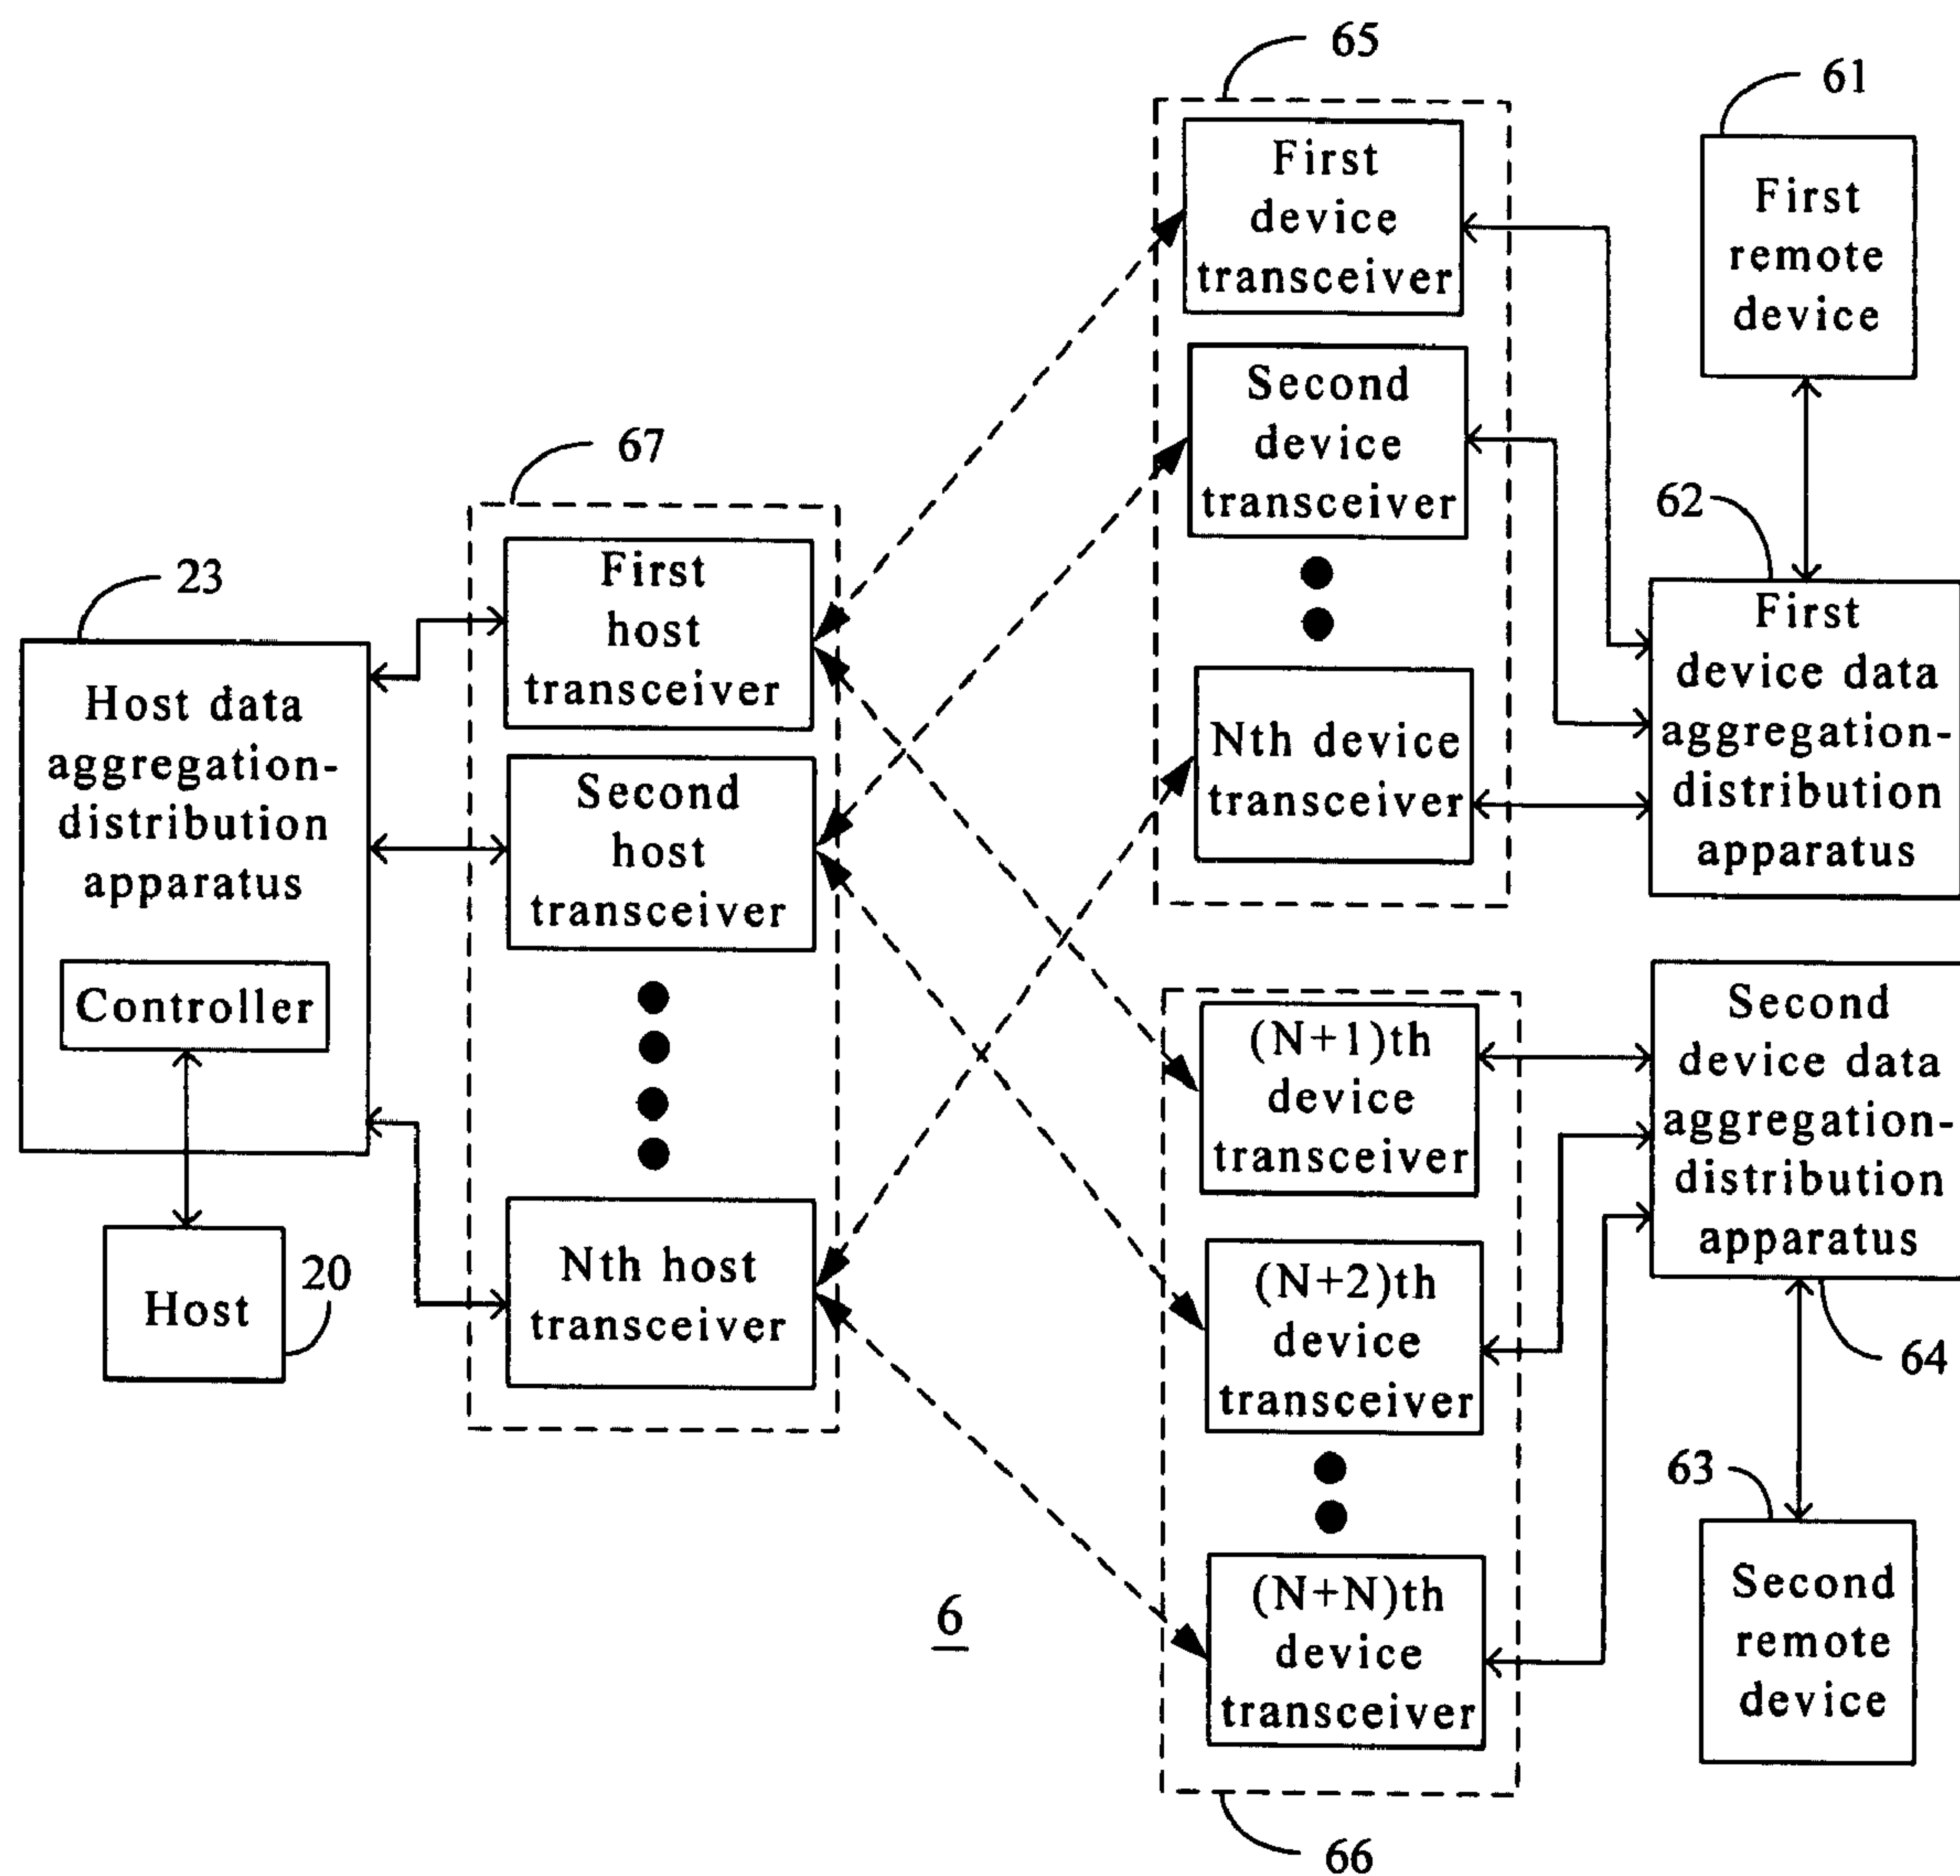 65
61
First
device
transceiver
First
remote
device
Second
device
transceiver
67
62
23
First
host
transceiver
First
device data
aggregation-
distribution
apparatus
Host data
aggregation-
distribution
apparatus
Nth device
transceiver
Second
host
transceiver
Controller
(N+1)th
device
transceiver
Second
device data
aggregation-
distribution
apparatus
Nth host
transceiver
20
Host
(N+2)th
device
transceiver
64
63
(N+N)th
device
transceiver
6
Second
remote
device
66